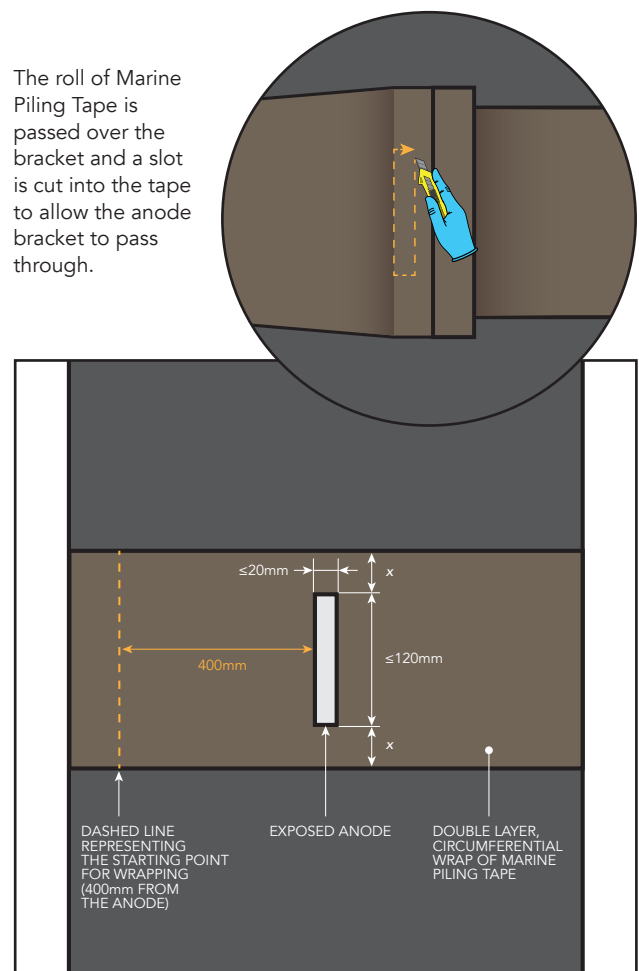 The roll of Marine
Piling Tape is
passed over the
bracket and a slot
is cut into the tape
to allow the anode
bracket to pass
through.
≤20mm
x
400mm
≤120mm
x
DASHED LINE
REPRESENTING
THE STARTING POINT
FOR WRAPPING
(400mm FROM
THE ANODE)
EXPOSED ANODE
DOUBLE LAYER,
CIRCUMFERENTIAL
WRAP OF MARINE
PILING TAPE